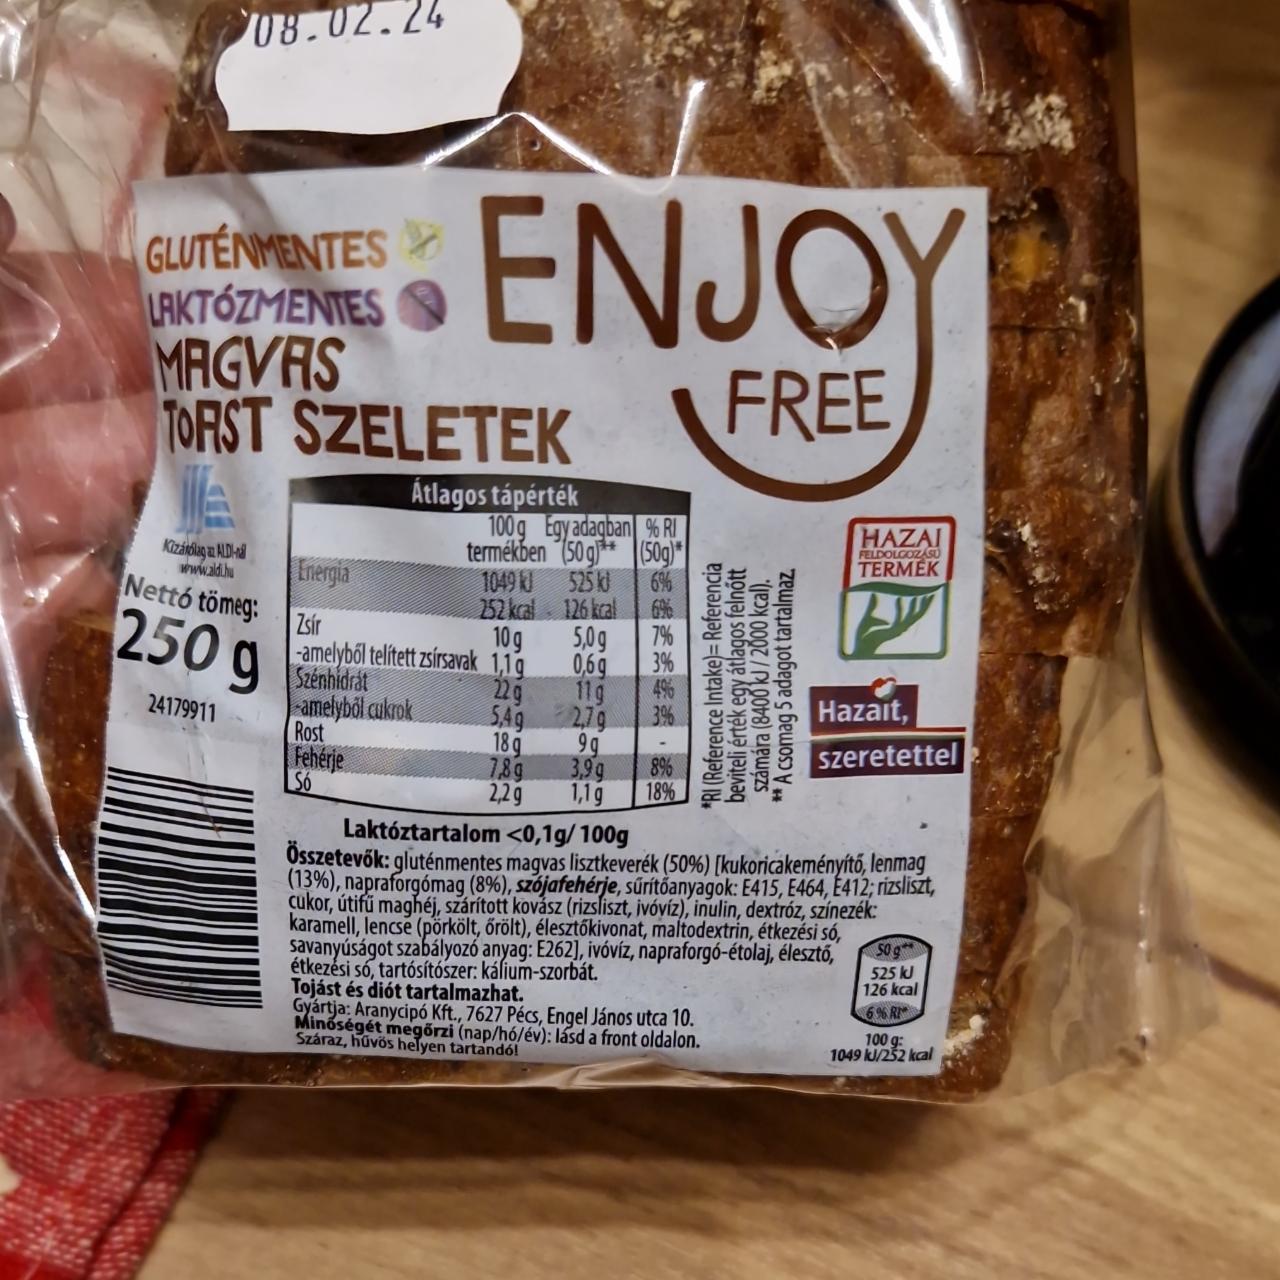 08.02.24
GLUTÉNMENTES
LAKTÓZMENTES
MAGVAS
TOAST SZELETEK
ENJOY
FREE
Kizárólag az ALDI-nál
www.aldi.hu
Nettó tömeg:
250 g
24179911
Átlagos tápérték
100 g Egy adagban % RI
termékben (50 g)** (50g)*
Energia 1049 kJ 525 kJ 6%
252 kcal 126 kcal 6%
Zsír 10 g 5,0 g 7%
-amelyből telített zsírsavak 1,1 g 0,6 g 3%
Szénhidrát 22 g 11 g 4%
-amelyből cukrok 5,4 g 2,7 g 3%
Rost 18 g 9 g -
Fehérje 7,8 g 3,9 g 8%
Só 2,2 g 1,1 g 18%
*RI (Reference Intake)= Referencia
beviteli érték egy átlagos felnőtt
számára (8400 kJ / 2000 kcal).
** A csomag 5 adagot tartalmaz.
HAZAI
FELDOLGOZÁSÚ
TERMÉK
Hazait,
szeretettel
Laktóztartalom <0,1g/ 100g
Összetevők: gluténmentes magvas lisztkeverék (50%) [kukoricakeményítő, lenmag
(13%), napraforgómag (8%), szójafehérje, sűrítőanyagok: E415, E464, E412; rizsliszt,
cukor, útifű maghéj, szárított kovász (rizsliszt, ivóvíz), inulin, dextróz, színezék:
karamell, lencse (pörkölt, őrölt), élesztőkivonat, maltodextrin, étkezési só,
savanyúságot szabályozó anyag: E262], ivóvíz, napraforgó-étolaj, élesztő,
étkezési só, tartósítószer: kálium-szorbát.
Tojást és diót tartalmazhat.
Gyártja: Aranycipó Kft., 7627 Pécs, Engel János utca 10.
Minőségét megőrzi (nap/hó/év): lásd a front oldalon.
Száraz, hűvös helyen tartandó!
50 g**
525 kJ
126 kcal
6 % RI*
100 g:
1049 kJ/252 kcal